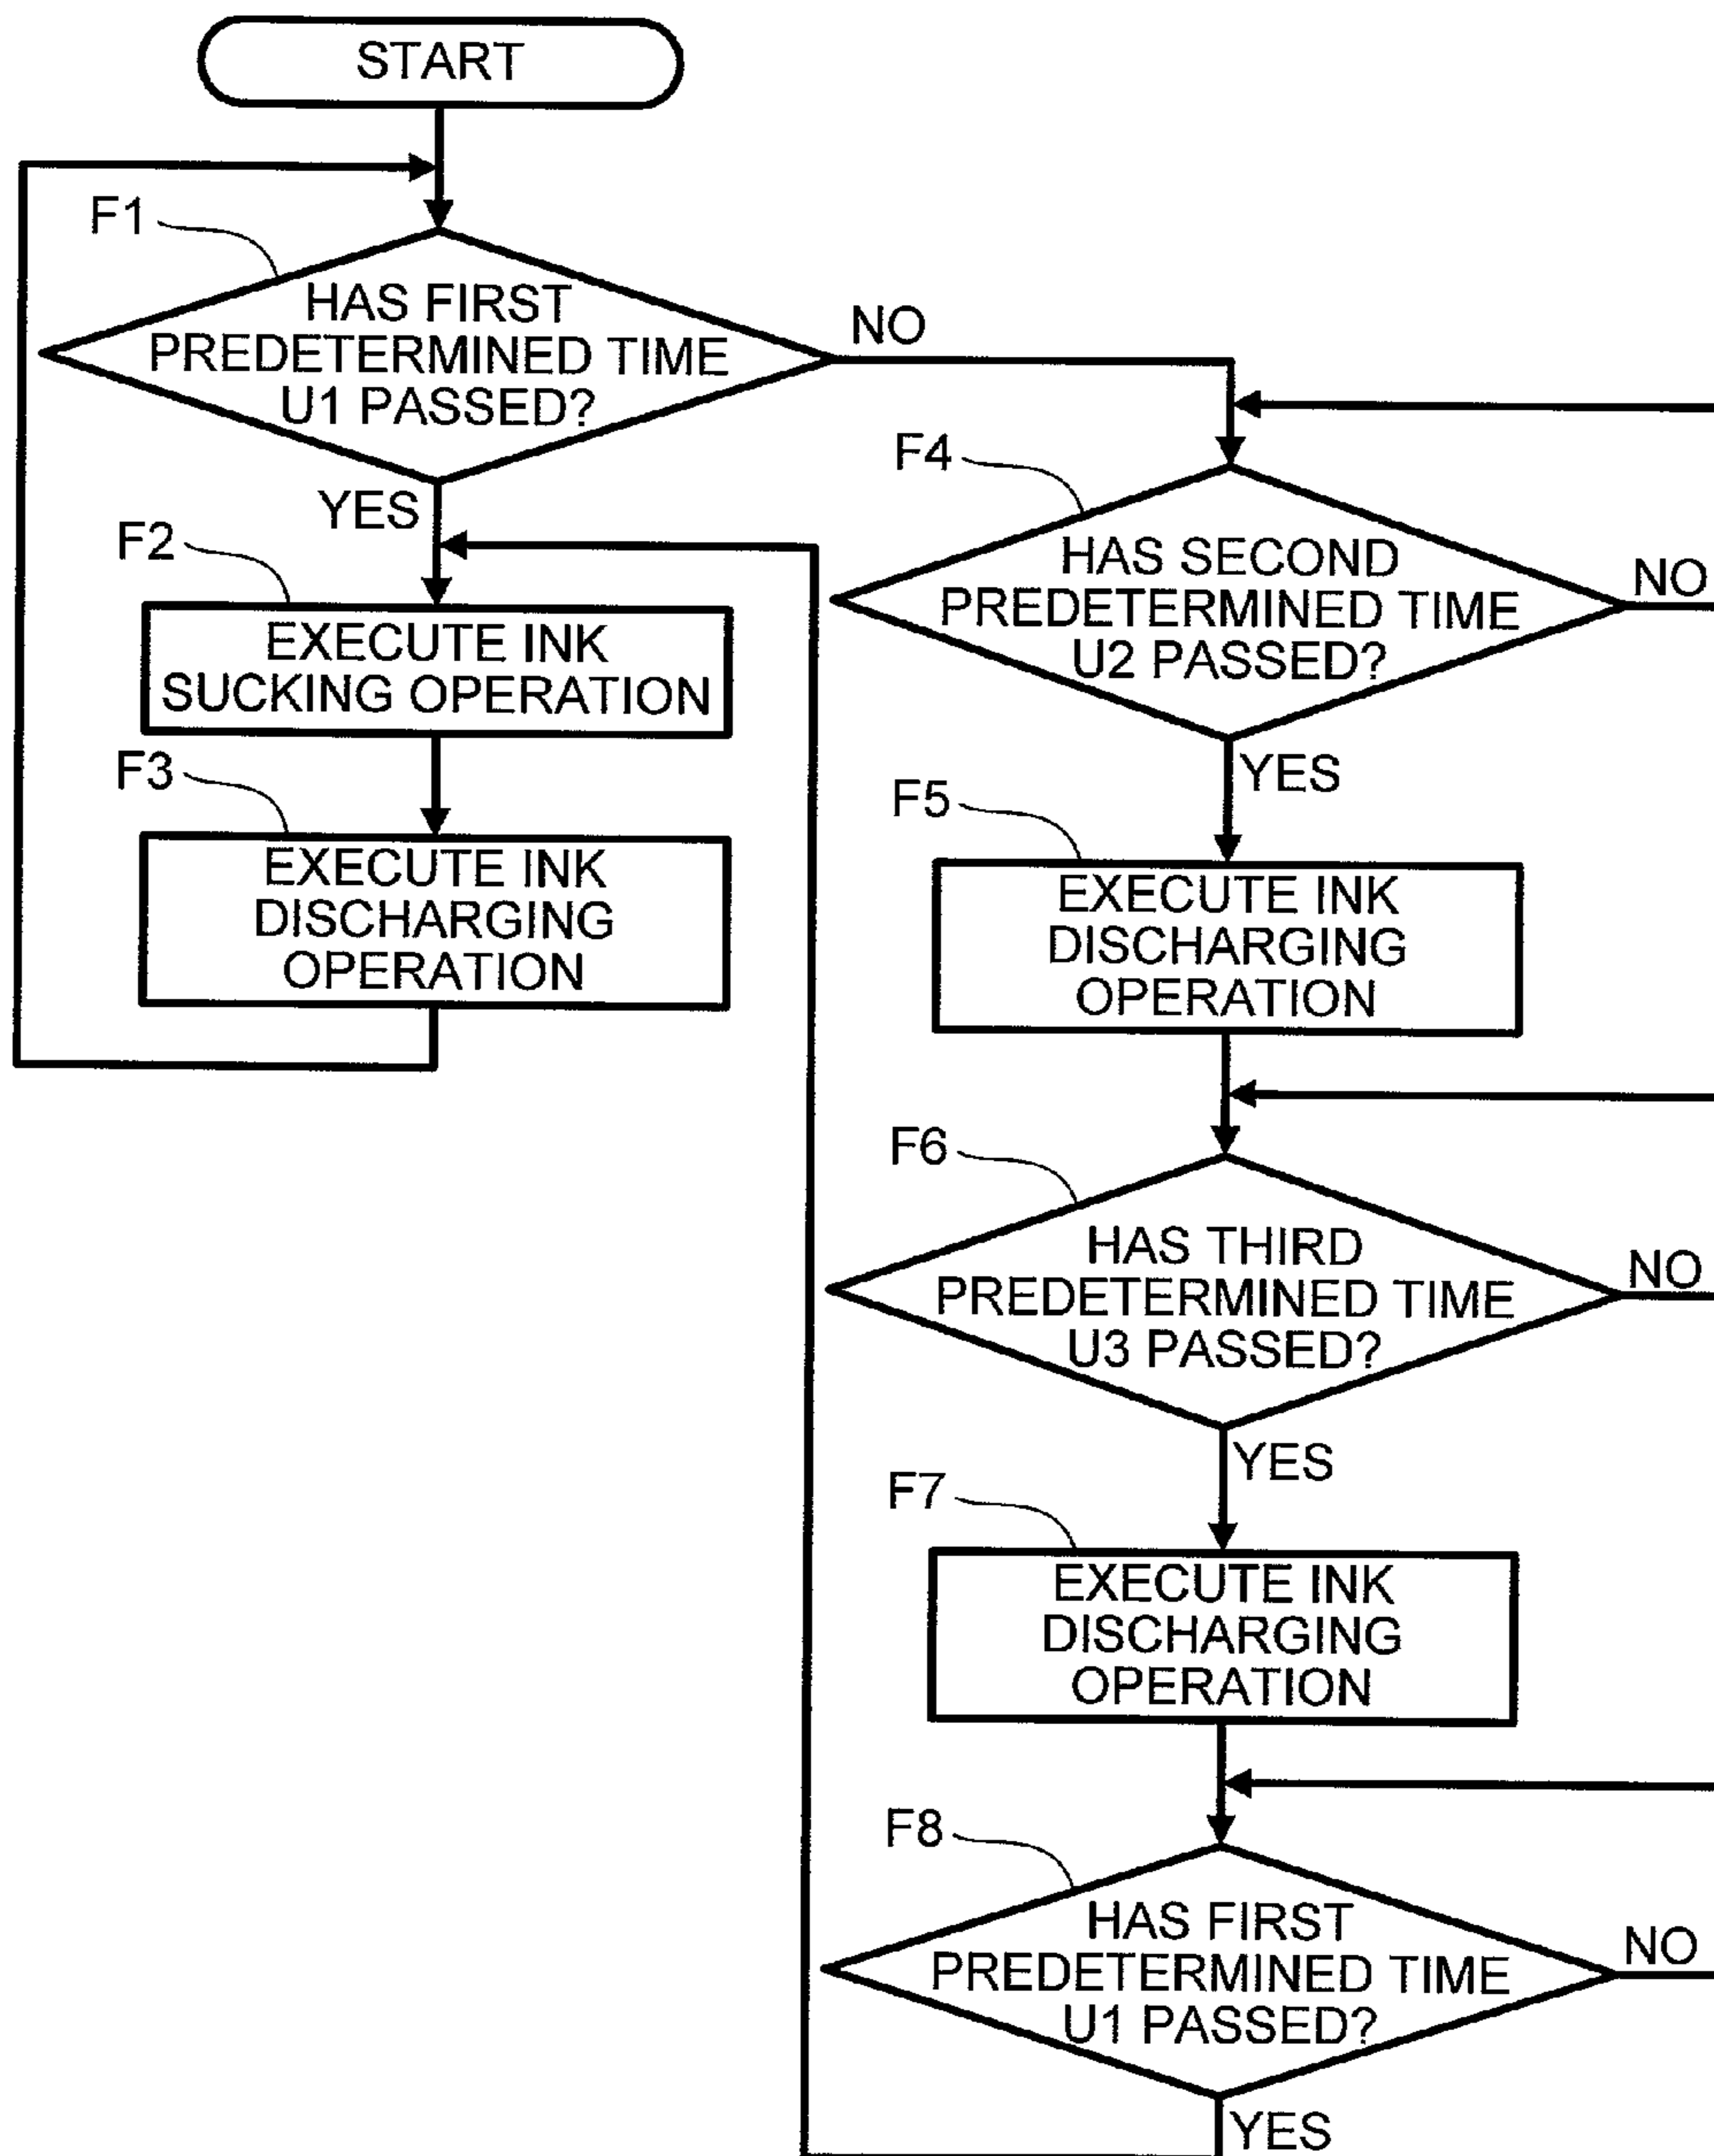 START
F1
HAS FIRST
PREDETERMINED TIME
U1 PASSED?
NO
YES
F2
EXECUTE INK
SUCKING OPERATION
F3
EXECUTE INK
DISCHARGING
OPERATION
F4
HAS SECOND
PREDETERMINED TIME
U2 PASSED?
NO
YES
F5
EXECUTE INK
DISCHARGING
OPERATION
F6
HAS THIRD
PREDETERMINED TIME
U3 PASSED?
NO
YES
F7
EXECUTE INK
DISCHARGING
OPERATION
F8
HAS FIRST
PREDETERMINED TIME
U1 PASSED?
NO
YES